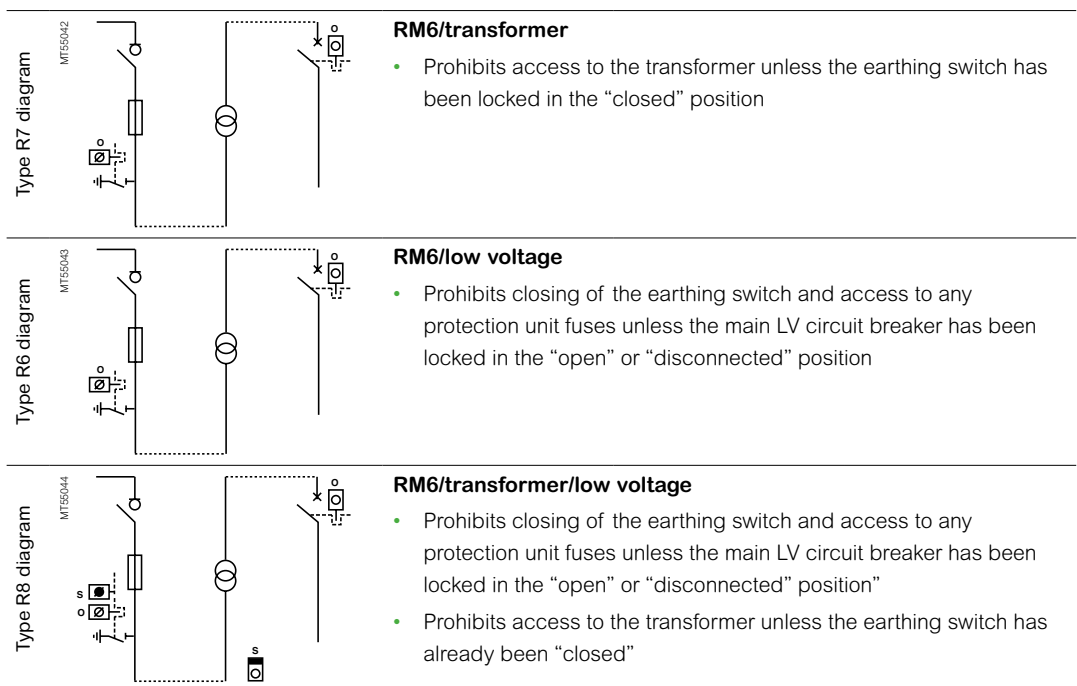 Type R7 diagram
MT55042
o
o
RM6/transformer
• Prohibits access to the transformer unless the earthing switch has
been locked in the “closed” position
Type R6 diagram
MT55043
o
o
RM6/low voltage
• Prohibits closing of the earthing switch and access to any
protection unit fuses unless the main LV circuit breaker has been
locked in the “open” or “disconnected” position
Type R8 diagram
MT55044
o
s
o
s
RM6/transformer/low voltage
• Prohibits closing of the earthing switch and access to any
protection unit fuses unless the main LV circuit breaker has been
locked in the “open” or “disconnected” position”
• Prohibits access to the transformer unless the earthing switch has
already been “closed”